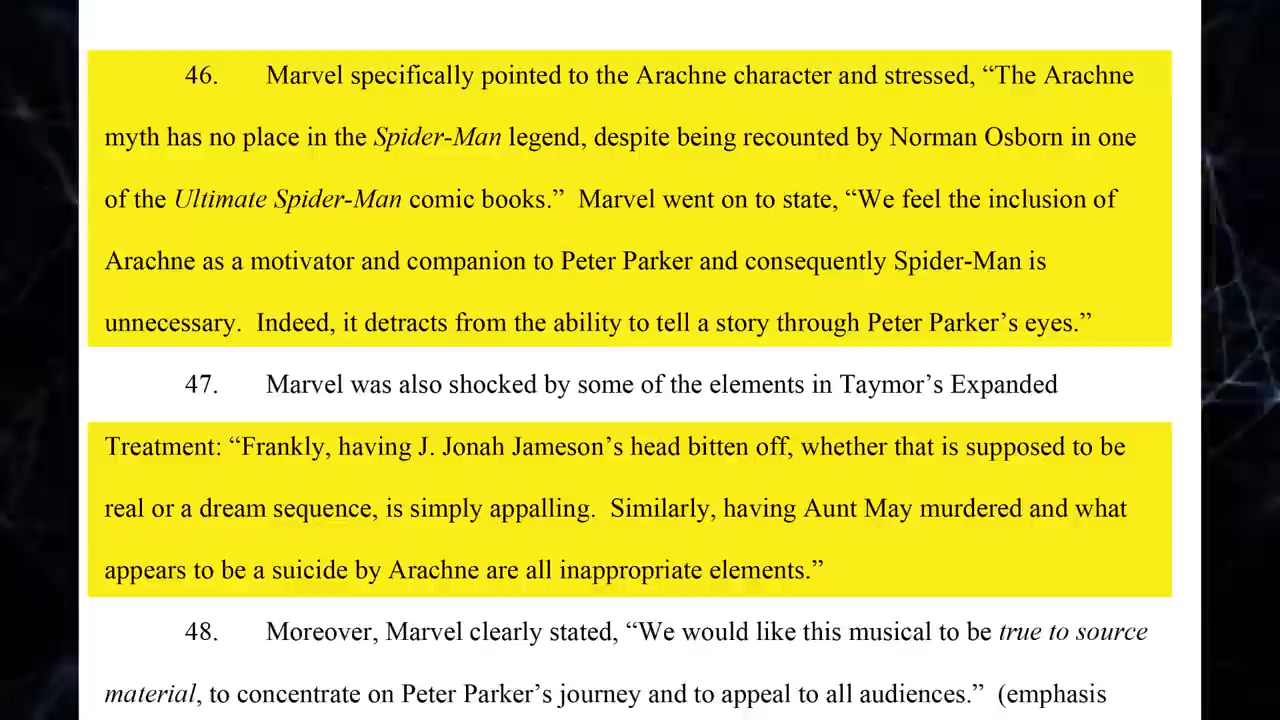 46. Marvel specifically pointed to the Arachne character and stressed, “The Arachne
myth has no place in the Spider-Man legend, despite being recounted by Norman Osborn in one
of the Ultimate Spider-Man comic books.” Marvel went on to state, “We feel the inclusion of
Arachne as a motivator and companion to Peter Parker and consequently Spider-Man is
unnecessary. Indeed, it detracts from the ability to tell a story through Peter Parker’s eyes.”
47. Marvel was also shocked by some of the elements in Taymor’s Expanded
Treatment: “Frankly, having J. Jonah Jameson’s head bitten off, whether that is supposed to be
real or a dream sequence, is simply appalling. Similarly, having Aunt May murdered and what
appears to be a suicide by Arachne are all inappropriate elements.”
48. Moreover, Marvel clearly stated, “We would like this musical to be true to source
material, to concentrate on Peter Parker’s journey and to appeal to all audiences.” (emphasis